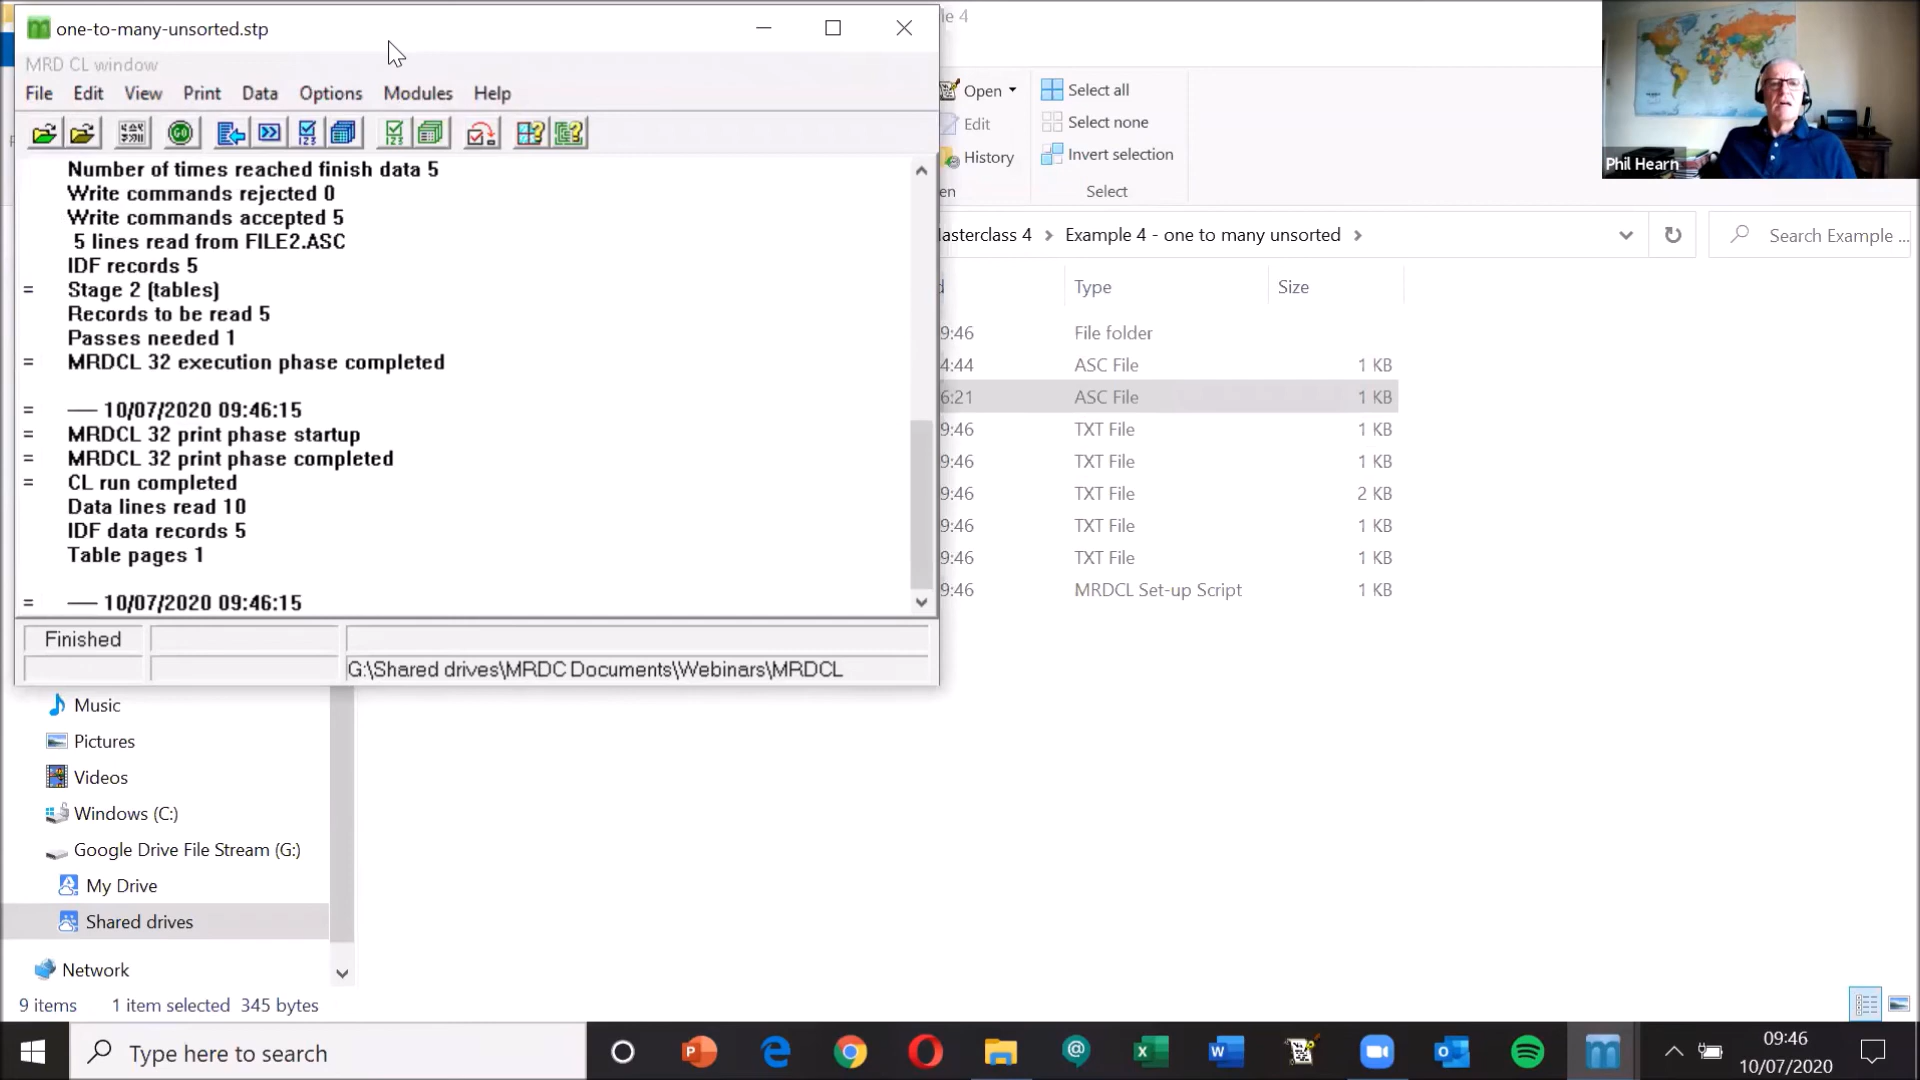 one-to-many-unsorted.stp
MRD CL window
File Edit View Print Data Options Modules Help
Number of times reached finish data 5
Write commands rejected 0
Write commands accepted 5
5 lines read from FILE2.ASC
IDF records 5
= Stage 2 (tables)
Records to be read 5
Passes needed 1
= MRDCL 32 execution phase completed
= ---- 10/07/2020 09:46:15
= MRDCL 32 print phase startup
= MRDCL 32 print phase completed
= CL run completed
Data lines read 10
IDF data records 5
Table pages 1
= ---- 10/07/2020 09:46:15
Finished
G:\Shared drives\MRDC Documents\Webinars\MRDCL
le 4
Open
Edit
History
en
Select all
Select none
Invert selection
Select
asterclass 4 > Example 4 - one to many unsorted >
Search Example ...
d Type Size
9:46 File folder
4:44 ASC File 1 KB
6:21 ASC File 1 KB
9:46 TXT File 1 KB
9:46 TXT File 1 KB
9:46 TXT File 2 KB
9:46 TXT File 1 KB
9:46 TXT File 1 KB
9:46 MRDCL Set-up Script 1 KB
Phil Hearn
Music
Pictures
Videos
Windows (C:)
Google Drive File Stream (G:)
My Drive
Shared drives
Network
9 items 1 item selected 345 bytes
Type here to search
09:46
10/07/2020